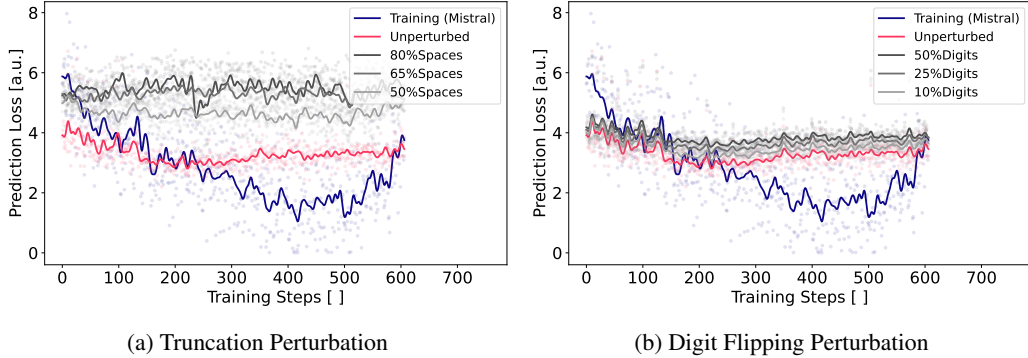 8
6
4
2
0
Prediction Loss [a.u.]
Training (Mistral)
Unperturbed
80%Spaces
65%Spaces
50%Spaces
0 100 200 300 400 500 600 700
Training Steps [ ]
(a) Truncation Perturbation
8
6
4
2
0
Prediction Loss [a.u.]
Training (Mistral)
Unperturbed
50%Digits
25%Digits
10%Digits
0 100 200 300 400 500 600 700
Training Steps [ ]
(b) Digit Flipping Perturbation